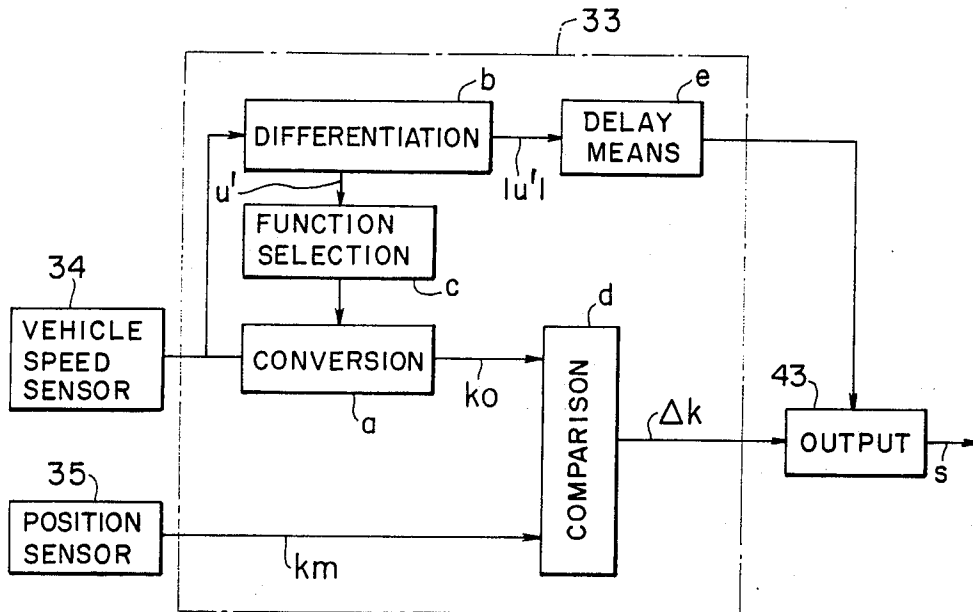 33
b
e
DIFFERENTIATION
DELAY
MEANS
u'
|u'|
FUNCTION
SELECTION
c
34
d
VEHICLE
SPEED
SENSOR
CONVERSION
ko
a
COMPARISON
Δk
43
OUTPUT
s
35
POSITION
SENSOR
km